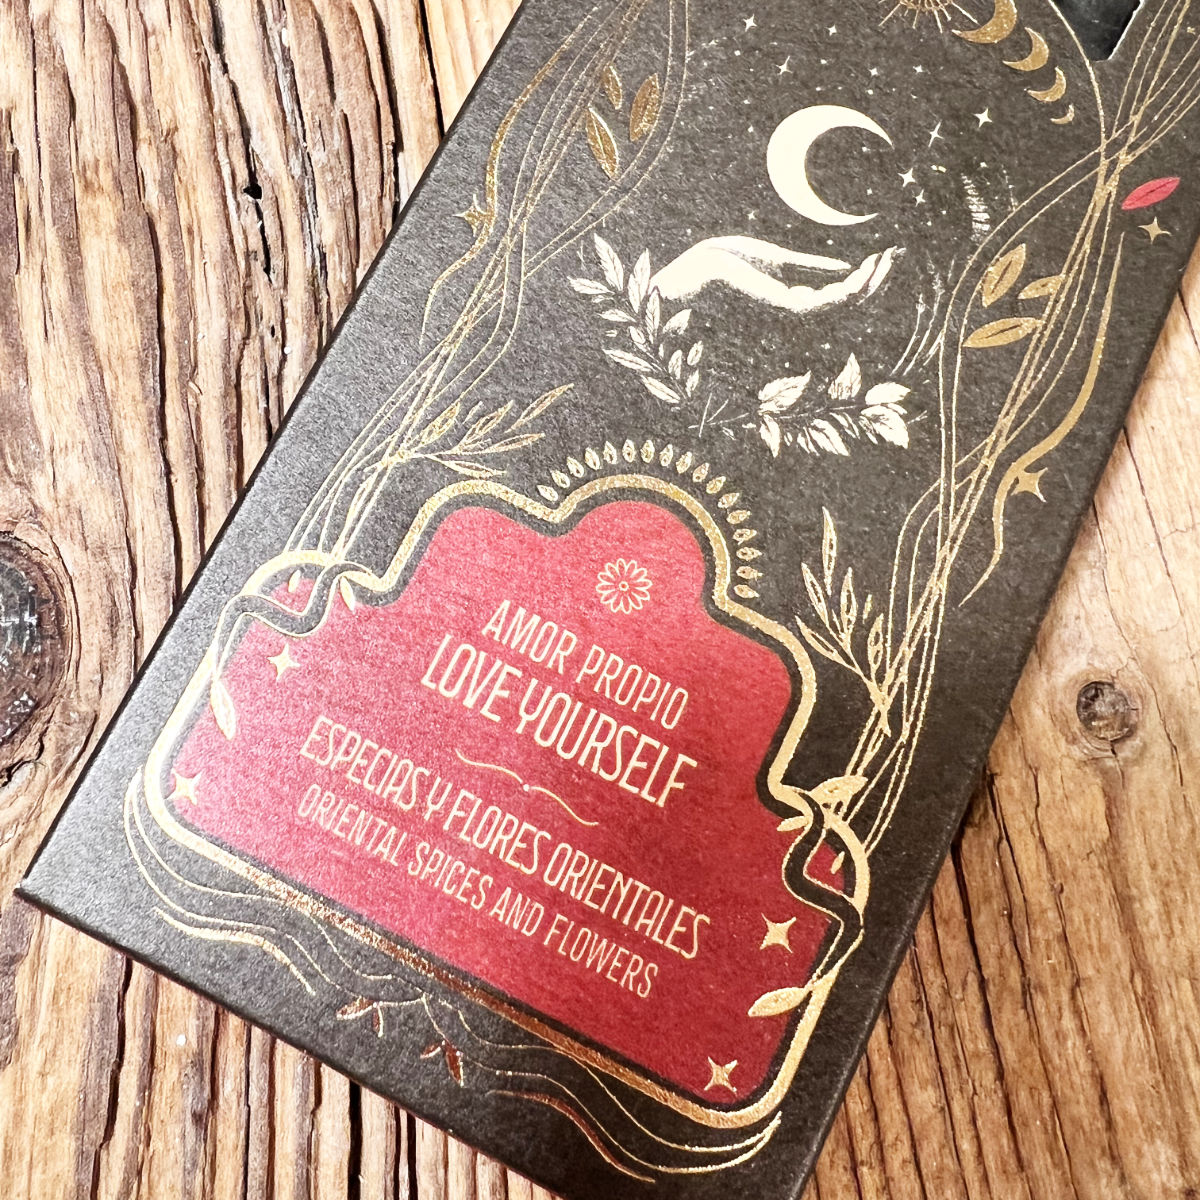 AMOR PROPIO
LOVE YOURSELF
ESPECIAS Y FLORES ORIENTALES
ORIENTAL SPICES AND FLOWERS